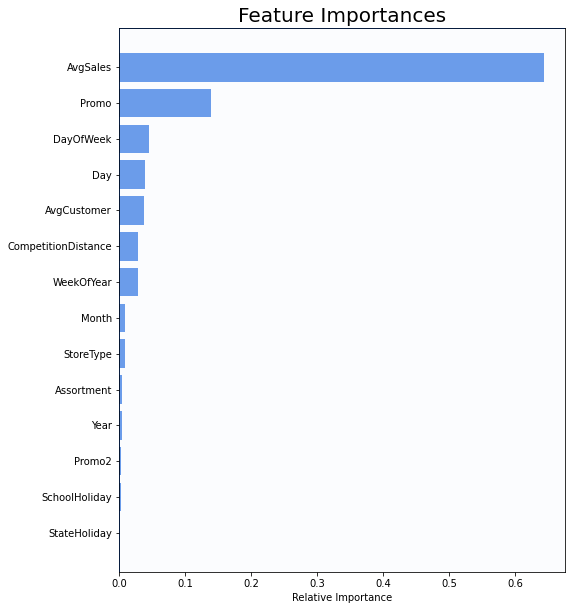 Feature Importances
AvgSales
Promo
DayOfWeek
Day
AvgCustomer
CompetitionDistance
WeekOfYear
Month
StoreType
Assortment
Year
Promo2
SchoolHoliday
StateHoliday
0.0 0.1 0.2 0.3 0.4 0.5 0.6
Relative Importance